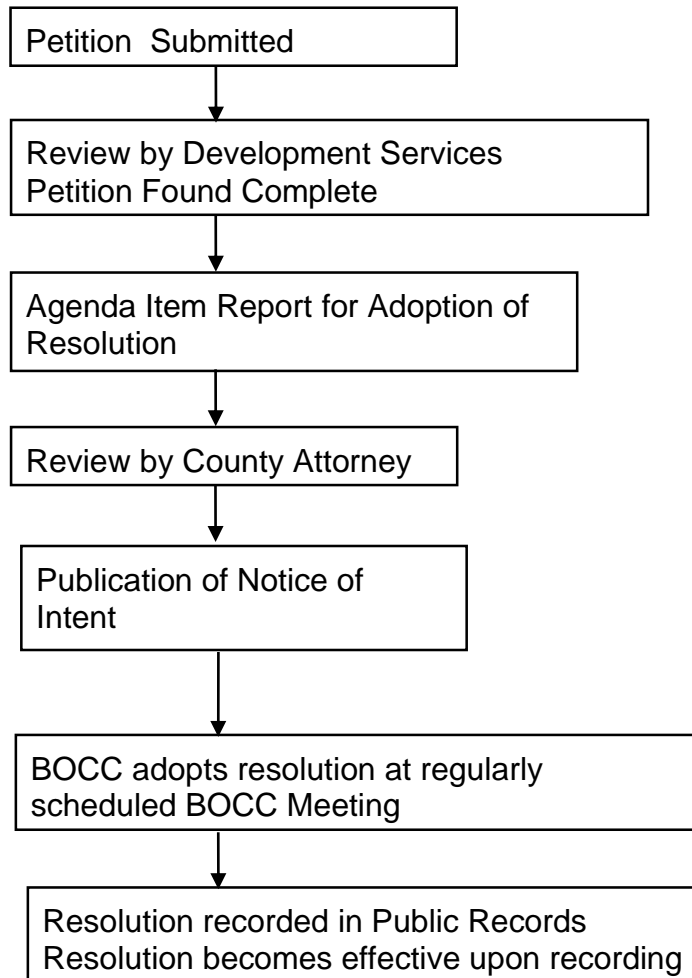 Petition Submitted
Review by Development Services
Petition Found Complete
Agenda Item Report for Adoption of
Resolution
Review by County Attorney
Publication of Notice of
Intent
BOCC adopts resolution at regularly
scheduled BOCC Meeting
Resolution recorded in Public Records
Resolution becomes effective upon recording